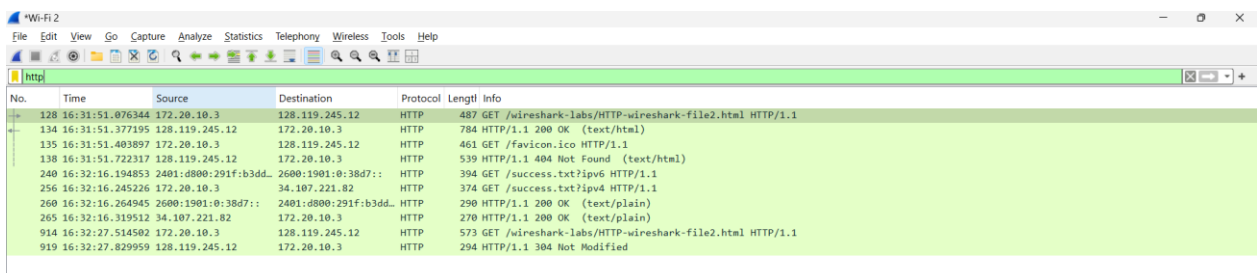 *Wi-Fi 2
File Edit View Go Capture Analyze Statistics Telephony Wireless Tools Help
http
No. Time Source Destination Protocol Lengtl Info
128 16:31:51.076344 172.20.10.3 128.119.245.12 HTTP 487 GET /wireshark-labs/HTTP-wireshark-file2.html HTTP/1.1
134 16:31:51.377195 128.119.245.12 172.20.10.3 HTTP 784 HTTP/1.1 200 OK (text/html)
135 16:31:51.403897 172.20.10.3 128.119.245.12 HTTP 461 GET /favicon.ico HTTP/1.1
138 16:31:51.722317 128.119.245.12 172.20.10.3 HTTP 539 HTTP/1.1 404 Not Found (text/html)
240 16:32:16.194853 2401:d800:291f:b3dd… 2600:1901:0:38d7:: HTTP 394 GET /success.txt?ipv6 HTTP/1.1
256 16:32:16.245226 172.20.10.3 34.107.221.82 HTTP 374 GET /success.txt?ipv4 HTTP/1.1
260 16:32:16.264945 2600:1901:0:38d7:: 2401:d800:291f:b3dd… HTTP 290 HTTP/1.1 200 OK (text/plain)
265 16:32:16.319512 34.107.221.82 172.20.10.3 HTTP 270 HTTP/1.1 200 OK (text/plain)
914 16:32:27.514502 172.20.10.3 128.119.245.12 HTTP 573 GET /wireshark-labs/HTTP-wireshark-file2.html HTTP/1.1
919 16:32:27.829959 128.119.245.12 172.20.10.3 HTTP 294 HTTP/1.1 304 Not Modified